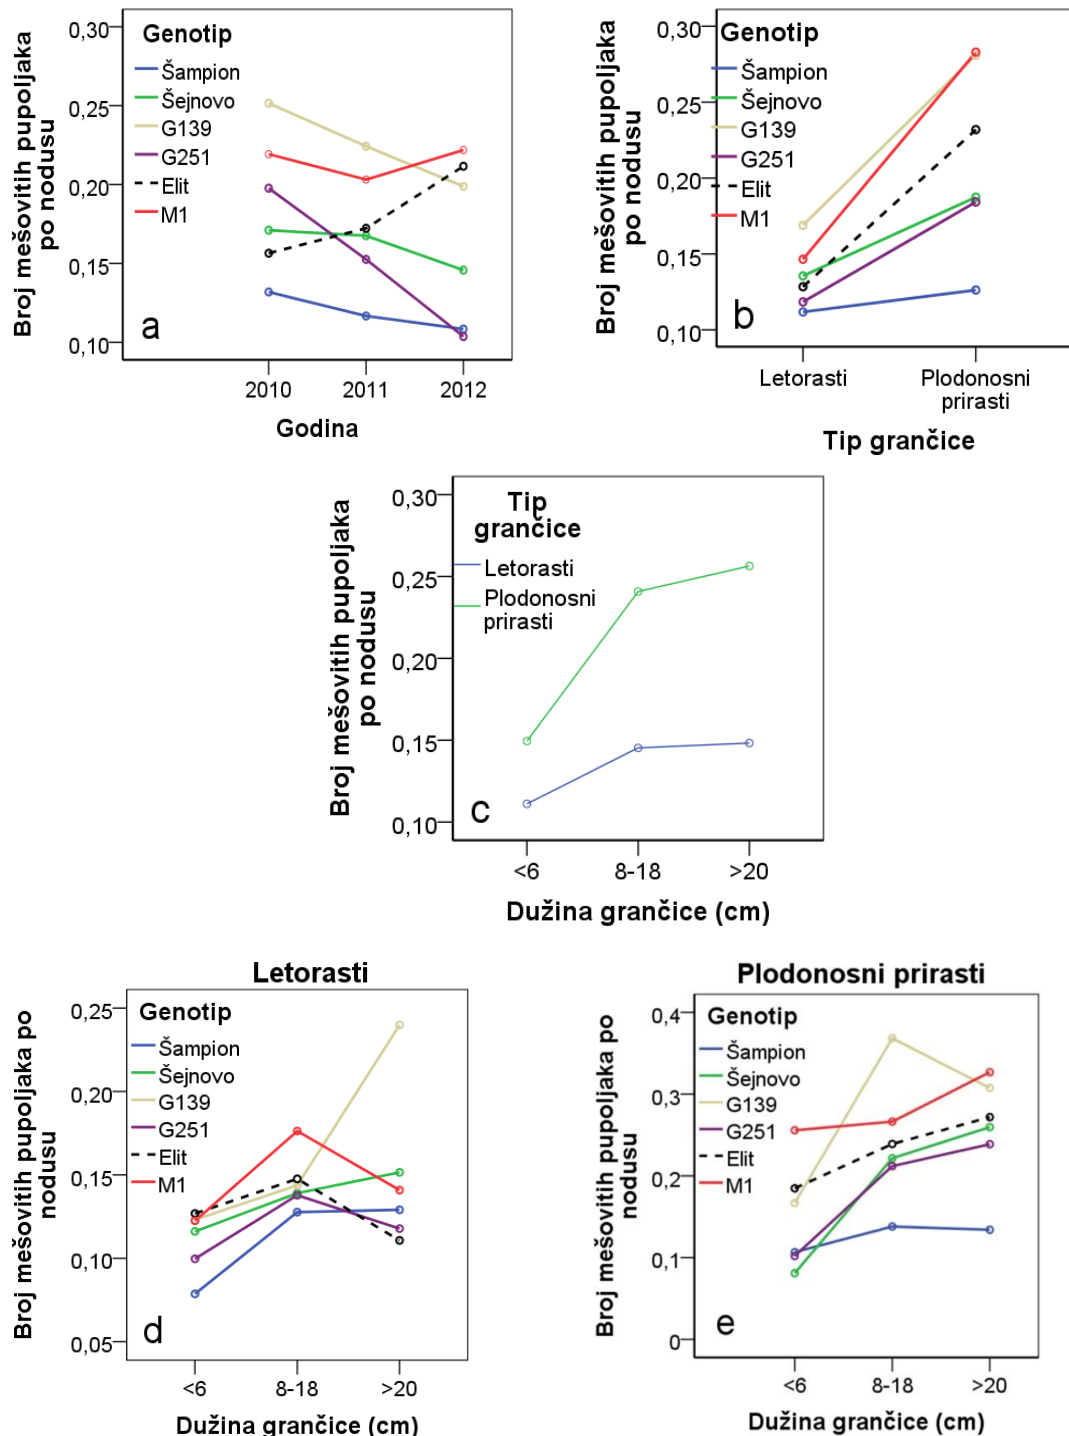 Broj mešovitih pupoljaka
po nodusu
0,30
0,25
0,20
0,15
0,10
Genotip
Šampion
Šejnovo
G139
G251
Elit
M1
a
2010
2011
2012
Godina
Broj mešovitih pupoljaka
po nodusu
0,30
0,25
0,20
0,15
0,10
Genotip
Šampion
Šejnovo
G139
G251
Elit
M1
b
Letorasti
Plodonosni
prirasti
Tip grančice
Broj mešovitih pupoljaka
po nodusu
0,30
0,25
0,20
0,15
0,10
Tip
grančice
Letorasti
Plodonosni
prirasti
c
<6
8-18
>20
Dužina grančice (cm)
Letorasti
Broj mešovitih pupoljaka po
nodusu
0,25
0,20
0,15
0,10
0,05
Genotip
Šampion
Šejnovo
G139
G251
Elit
M1
d
<6
8-18
>20
Dužina grančice (cm)
Plodonosni prirasti
Broj mešovitih pupoljaka po
nodusu
0,4
0,3
0,2
0,1
0
Genotip
Šampion
Šejnovo
G139
G251
Elit
M1
e
<6
8-18
>20
Dužina grančice (cm)